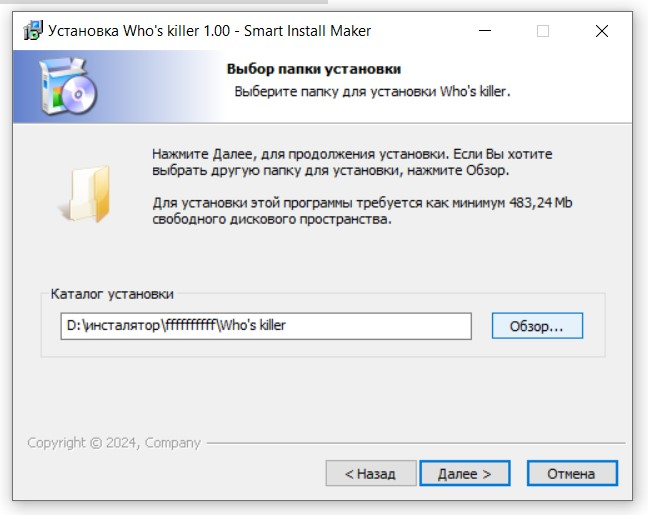 Установка Who's killer 1.00 - Smart Install Maker
Выбор папки установки
Выберите папку для установки Who's killer.
Нажмите Далее, для продолжения установки. Если Вы хотите
выбрать другую папку для установки, нажмите Обзор.
Для установки этой программы требуется как минимум 483,24 Mb
свободного дискового пространства.
Каталог установки
D:\инсталятор\ffffffffff\Who's killer
Обзор...
Copyright © 2024, Company
< Назад
Далее >
Отмена